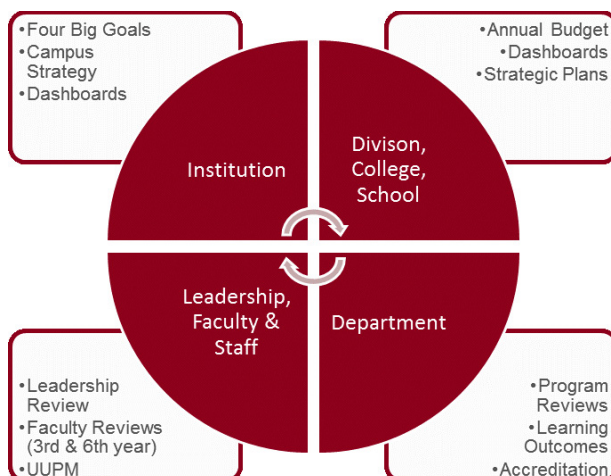 •Four Big Goals
•Campus
Strategy
•Dashboards
•Annual Budget
•Dashboards
•Strategic Plans
Institution
Divison,
College,
School
Leadership,
Faculty &
Staff
Department
•Leadership
Review
•Faculty Reviews
(3rd & 6th year)
•UUPM
•Program
Reviews
•Learning
Outcomes
•Accreditation